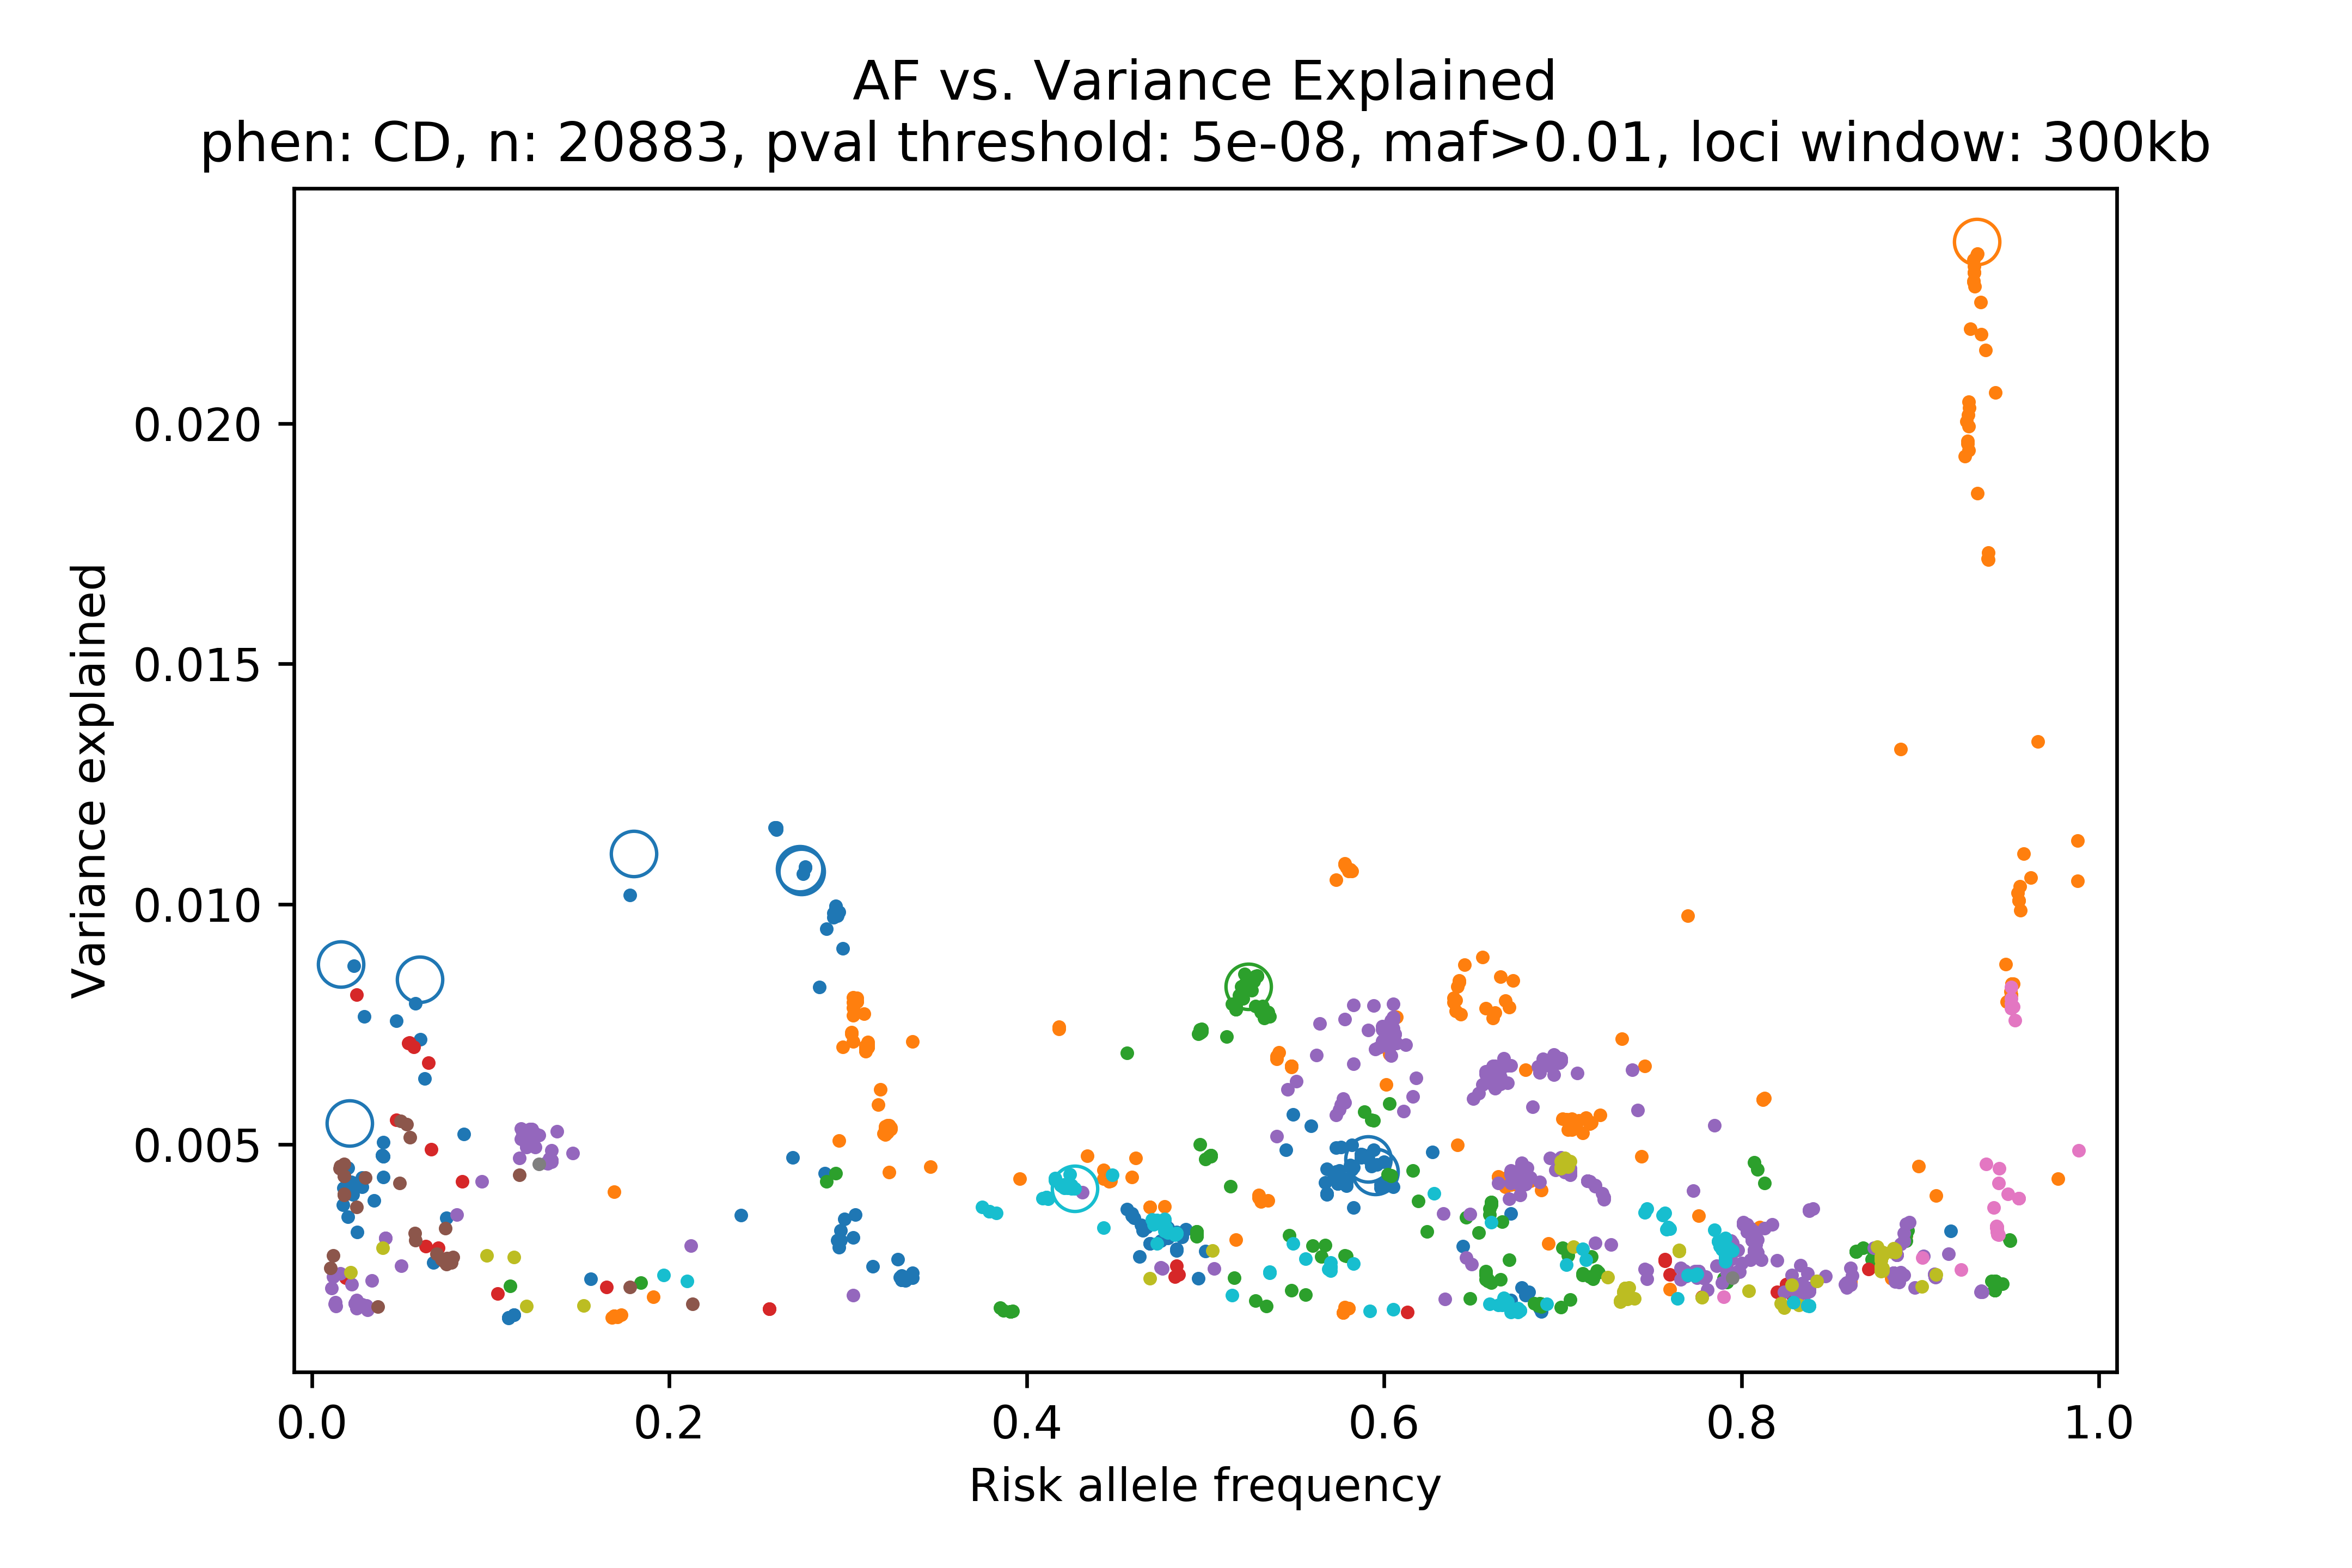 AF vs. Variance Explained
phen: CD, n: 20883, pval threshold: 5e-08, maf>0.01, loci window: 300kb
Variance explained
0.020
0.015
0.010
0.005
0.0 0.2 0.4 0.6 0.8 1.0
Risk allele frequency